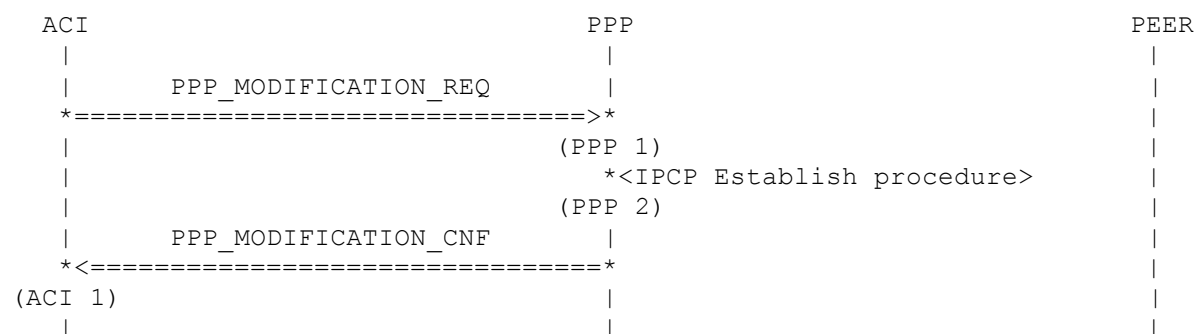 ACI PPP PEER
| | |
| PPP_MODIFICATION_REQ | |
*================================>* |
| (PPP 1) |
| *<IPCP Establish procedure> |
| (PPP 2) |
| PPP_MODIFICATION_CNF | |
*<================================* |
(ACI 1) | |
| | |